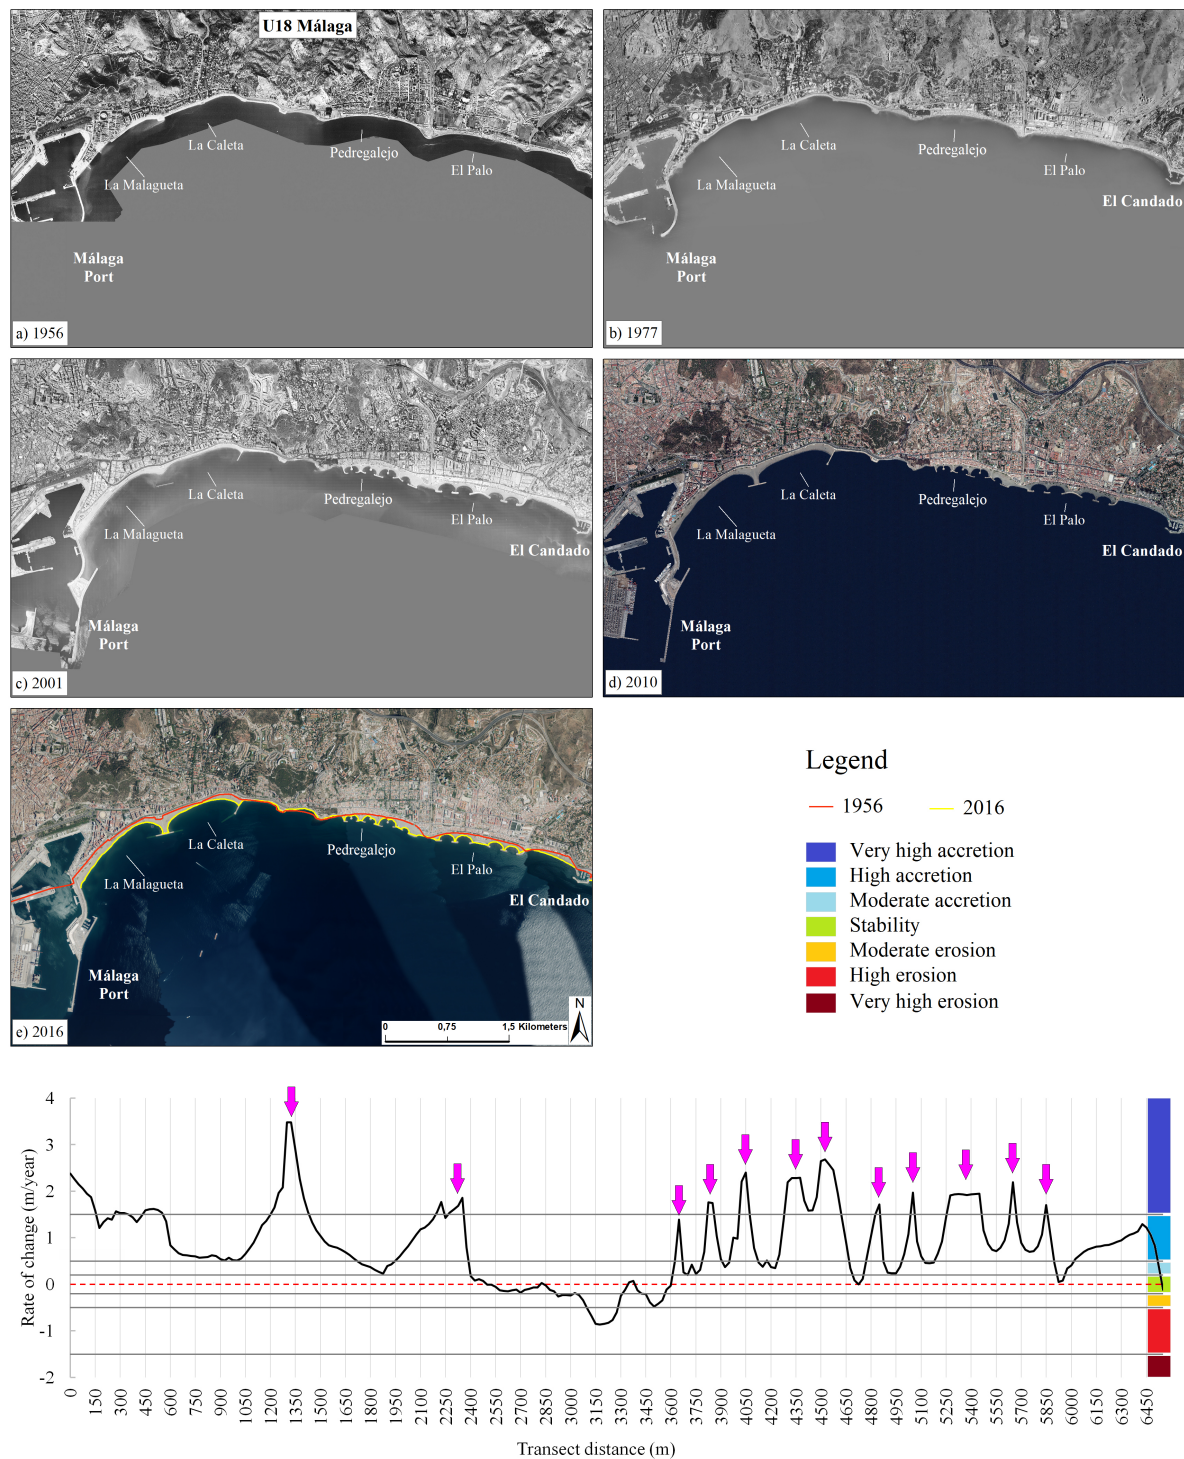 U18 Málaga
La Caleta
Pedregalejo
El Palo
La Malagueta
Málaga
Port
a) 1956
La Caleta
Pedregalejo
El Palo
La Malagueta
El Candado
Málaga
Port
b) 1977
La Caleta
Pedregalejo
El Palo
La Malagueta
El Candado
Málaga
Port
c) 2001
La Caleta
Pedregalejo
El Palo
La Malagueta
El Candado
Málaga
Port
d) 2010
La Caleta
Pedregalejo
El Palo
La Malagueta
El Candado
Málaga
Port
N
0 0,75 1,5 Kilometers
e) 2016
Legend
1956 2016
Very high accretion
High accretion
Moderate accretion
Stability
Moderate erosion
High erosion
Very high erosion
Rate of change (m/year)
4
3
2
1
0
-1
-2
0 150 300 450 600 750 900 1050 1200 1350 1500 1650 1800 1950 2100 2250 2400 2550 2700 2850 3000 3150 3300 3450 3600 3750 3900 4050 4200 4350 4500 4650 4800 4950 5100 5250 5400 5550 5700 5850 6000 6150 6300 6450
Transect distance (m)